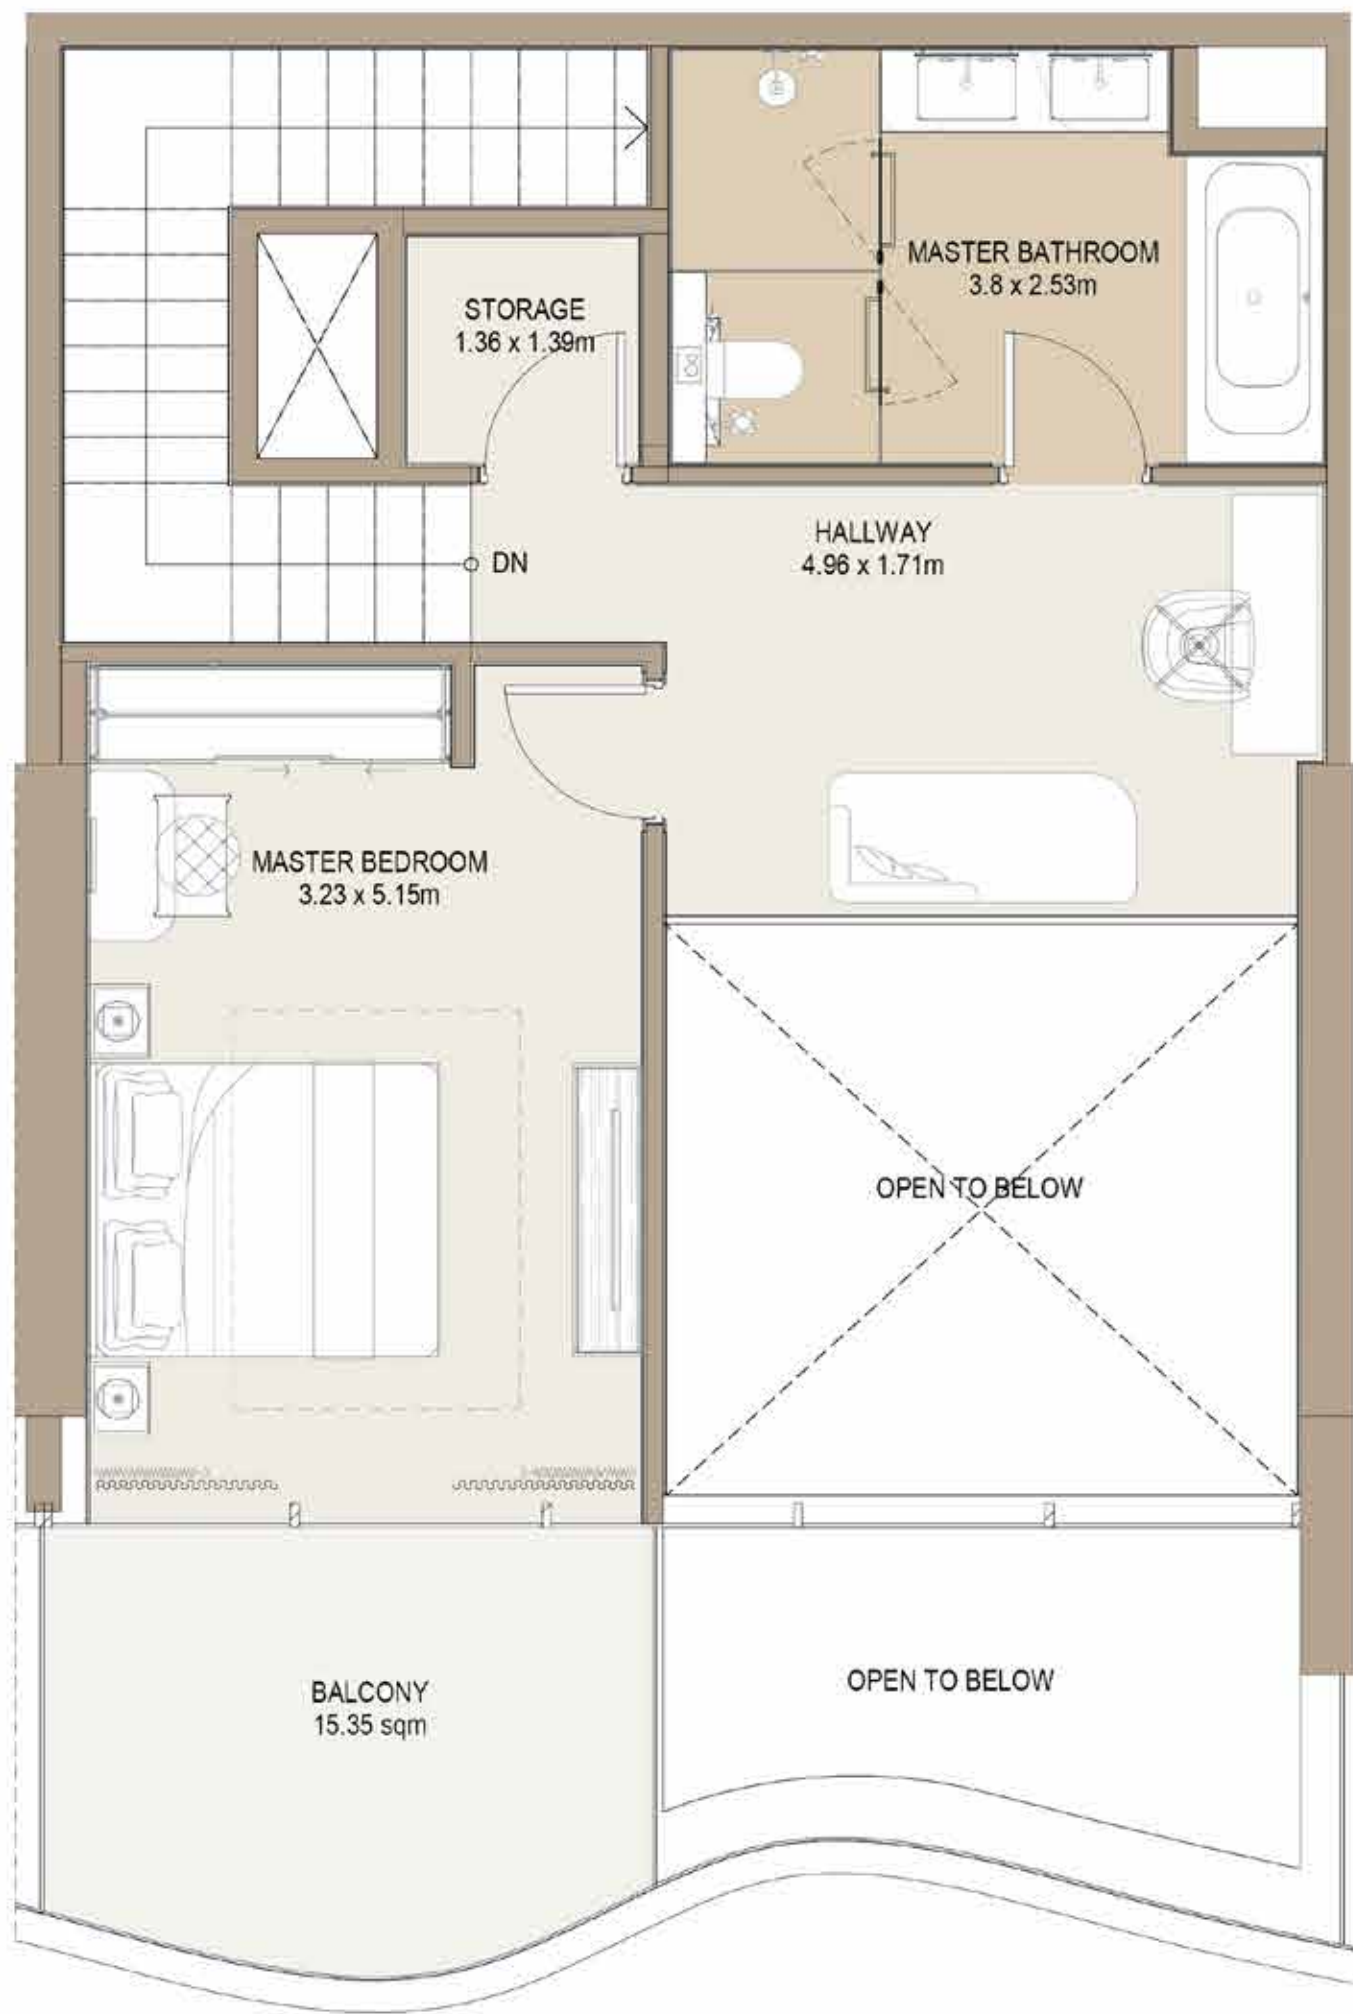 MASTER BATHROOM
3.8 x 2.53m
STORAGE
1.36 x 1.39m
HALLWAY
4.96 x 1.71m
DN
MASTER BEDROOM
3.23 x 5.15m
OPEN TO BELOW
BALCONY
15.35 sqm
OPEN TO BELOW